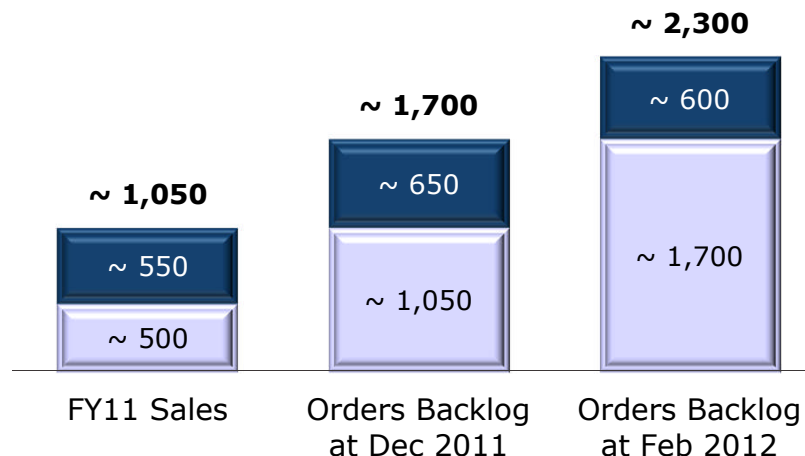 ~ 2,300
~ 600
~ 1,700
~ 650
~ 1,700
~ 1,050
~ 550
~ 1,050
~ 500
FY11 Sales
Orders Backlog
at Dec 2011
Orders Backlog
at Feb 2012